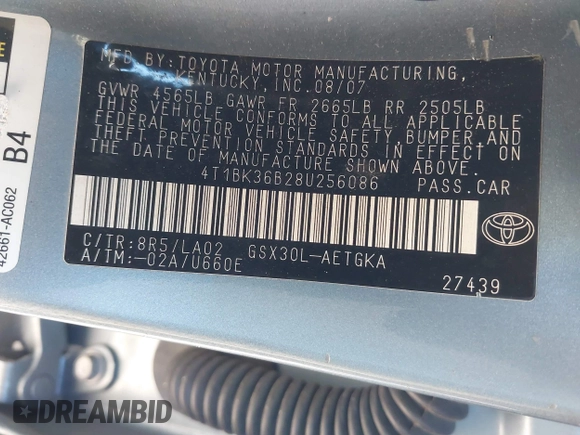 MFD. BY: TOYOTA MOTOR MANUFACTURING,
KENTUCKY, INC. 08/07
GVWR 4565LB GAWR FR 2665LB RR 2505LB
THIS VEHICLE CONFORMS TO ALL APPLICABLE
FEDERAL MOTOR VEHICLE SAFETY, BUMPER, AND
THEFT PREVENTION STANDARDS IN EFFECT ON
THE DATE OF MANUFACTURE SHOWN ABOVE.
4T1BK36B28U256086 PASS.CAR
C/TR:8R5/LA02 GSX30L-AETGKA
A/TM:-02A/U660E
27439
TOYOTA
B4
42661-AC062
DREAMBID